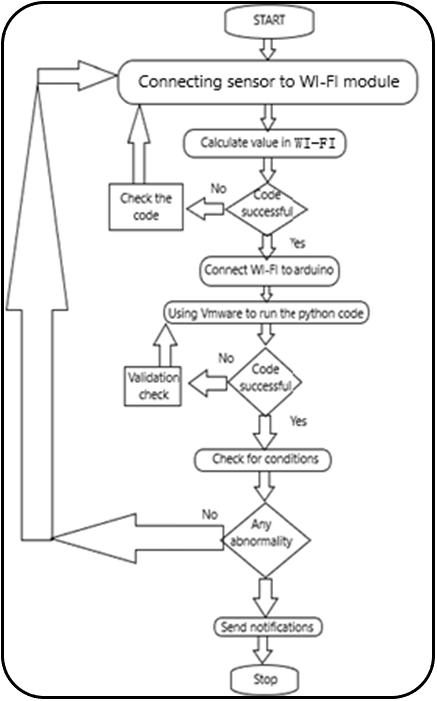 START
Connecting sensor to WI-FI module
Calculate value in WI-FI
No
Code
successful
Check the
code
Yes
Connect WI-FI to arduino
Using Vmware to run the python code
No
Code
successful
Validation
check
Yes
Check for conditions
No
Any
abnormality
Send notifications
Stop